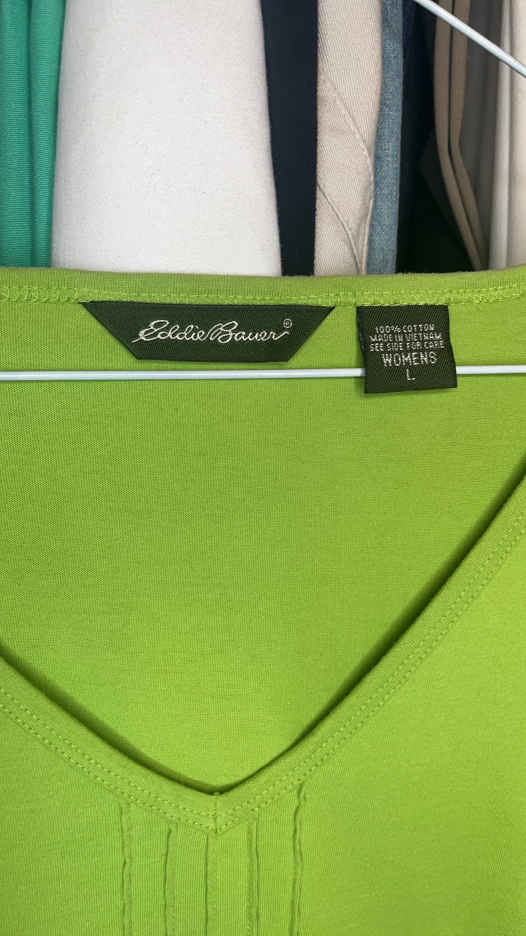 Eddie Bauer®
100% COTTON
MADE IN VIETNAM
SEE SIDE FOR CARE
WOMENS
L